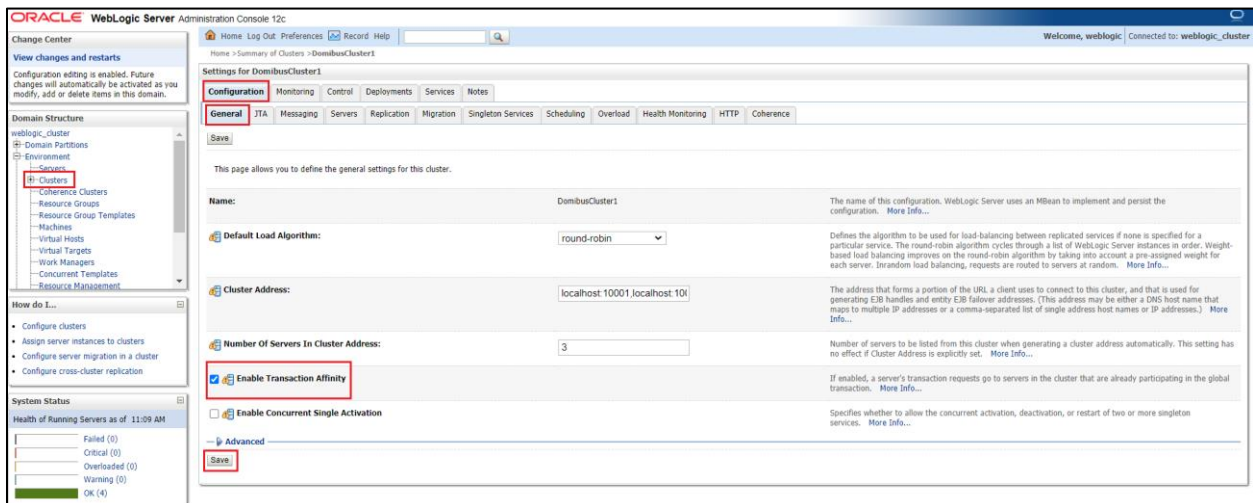 ORACLE WebLogic Server Administration Console 12c
Change Center
View changes and restarts
Configuration editing is enabled. Future
changes will automatically be activated as you
modify, add or delete items in this domain.
Domain Structure
weblogic_cluster
Domain Partitions
Environment
Servers
Clusters
Coherence Clusters
Resource Groups
Resource Group Templates
Machines
Virtual Hosts
Virtual Targets
Work Managers
Concurrent Templates
Resource Management
How do I...
Configure clusters
Assign server instances to clusters
Configure server migration in a cluster
Configure cross-cluster replication
System Status
Health of Running Servers as of 11:09 AM
Failed (0)
Critical (0)
Overloaded (0)
Warning (0)
OK (4)
Home Log Out Preferences Record Help
Welcome, weblogic Connected to: weblogic_cluster
Home >Summary of Clusters >DomibusCluster1
Settings for DomibusCluster1
Configuration Monitoring Control Deployments Services Notes
General JTA Messaging Servers Replication Migration Singleton Services Scheduling Overload Health Monitoring HTTP Coherence
Save
This page allows you to define the general settings for this cluster.
Name: DomibusCluster1
The name of this configuration. WebLogic Server uses an MBean to implement and persist the
configuration. More Info...
Default Load Algorithm: round-robin
Defines the algorithm to be used for load-balancing between replicated services if none is specified for a
particular service. The round-robin algorithm cycles through a list of WebLogic Server instances in order. Weight-
based load balancing improves on the round-robin algorithm by taking into account a pre-assigned weight for
each server. Inrandom load balancing, requests are routed to servers at random. More Info...
Cluster Address: localhost:10001,localhost:100
The address that forms a portion of the URL a client uses to connect to this cluster, and that is used for
generating EJB handles and entity EJB failover addresses. (This address may be either a DNS host name that
maps to multiple IP addresses or a comma-separated list of single address host names or IP addresses.) More
Info...
Number Of Servers In Cluster Address: 3
Number of servers to be listed from this cluster when generating a cluster address automatically. This setting has
no effect if Cluster Address is explicitly set. More Info...
Enable Transaction Affinity
If enabled, a server's transaction requests go to servers in the cluster that are already participating in the global
transaction. More Info...
Enable Concurrent Single Activation
Specifies whether to allow the concurrent activation, deactivation, or restart of two or more singleton
services. More Info...
Advanced
Save